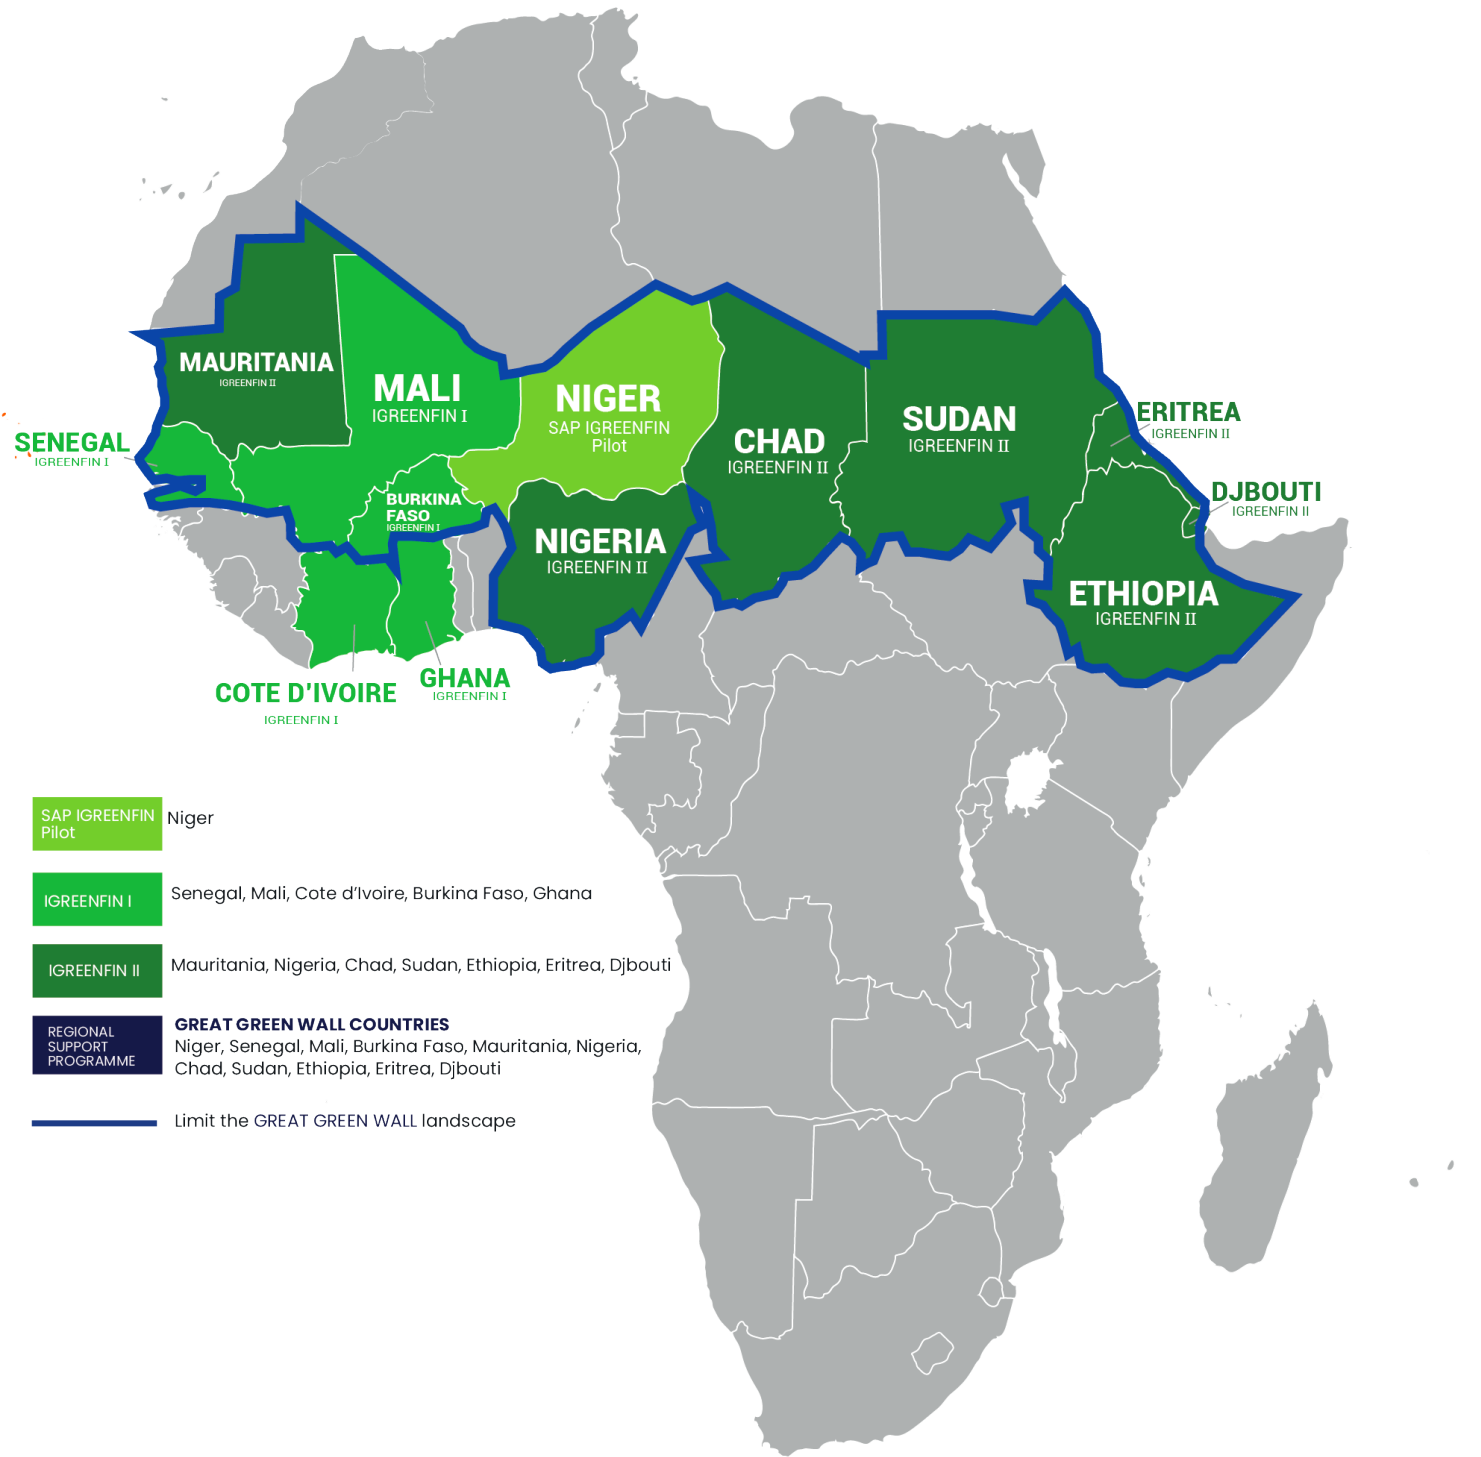 MAURITANIA
IGREENFIN II
MALI
IGREENFIN I
NIGER
SAP IGREENFIN
Pilot
CHAD
IGREENFIN II
SUDAN
IGREENFIN II
ERITREA
IGREENFIN II
SENEGAL
IGREENFIN I
BURKINA
FASO
IGREENFIN I
DJBOUTI
IGREENFIN II
NIGERIA
IGREENFIN II
ETHIOPIA
IGREENFIN II
COTE D'IVOIRE
IGREENFIN I
GHANA
IGREENFIN I
SAP IGREENFIN
Pilot
Niger
IGREENFIN I
Senegal, Mali, Cote d'Ivoire, Burkina Faso, Ghana
IGREENFIN II
Mauritania, Nigeria, Chad, Sudan, Ethiopia, Eritrea, Djbouti
REGIONAL
SUPPORT
PROGRAMME
GREAT GREEN WALL COUNTRIES
Niger, Senegal, Mali, Burkina Faso, Mauritania, Nigeria,
Chad, Sudan, Ethiopia, Eritrea, Djbouti
Limit the GREAT GREEN WALL landscape